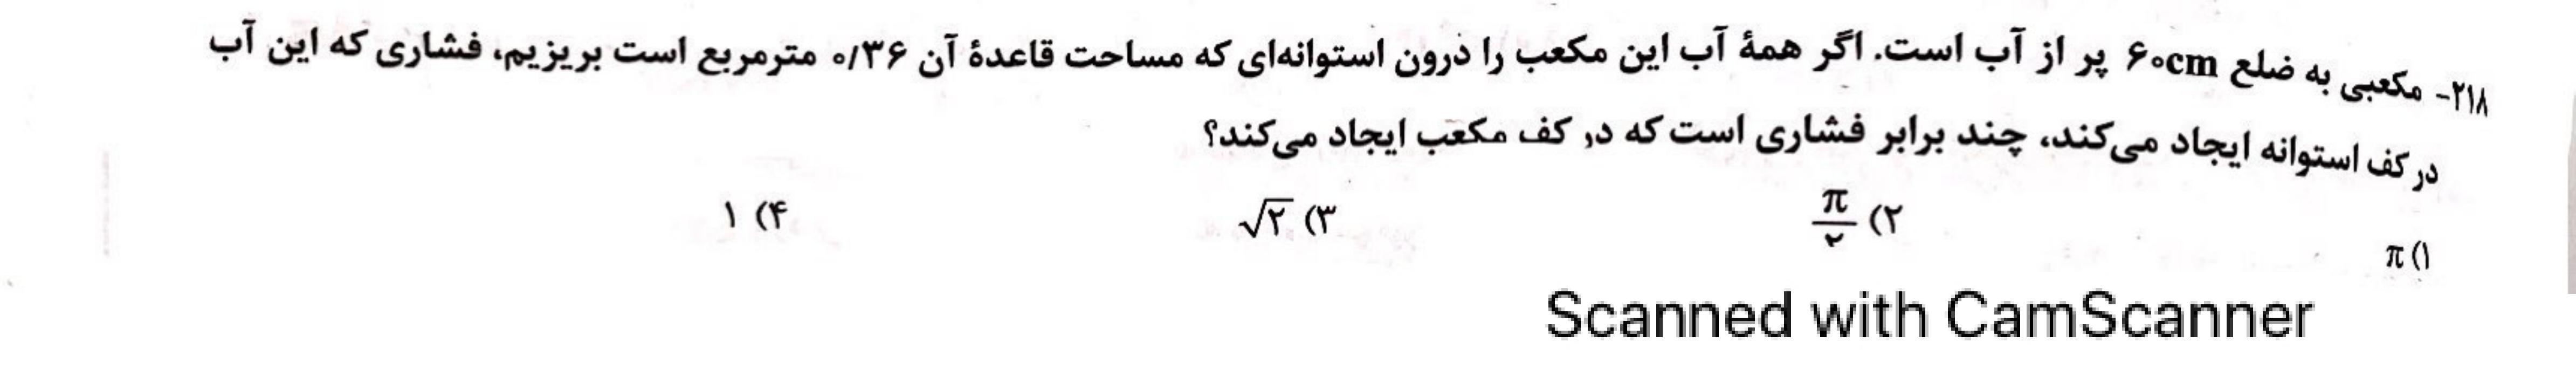 ۲۱۸- مکعبی به ضلع ۶۰cm پر از آب است. اگر همهٔ آب این مکعب را درون استوانه‌ای که مساحت قاعدهٔ آن ۰/۳۶ مترمربع است بریزیم، فشاری که این آب
در کف استوانه ایجاد می‌کند، چند برابر فشاری است که در کف مکعب ایجاد می‌کند؟
۱) π ۲) π/۲ ۳) √۲ ۴) ۱
Scanned with CamScanner